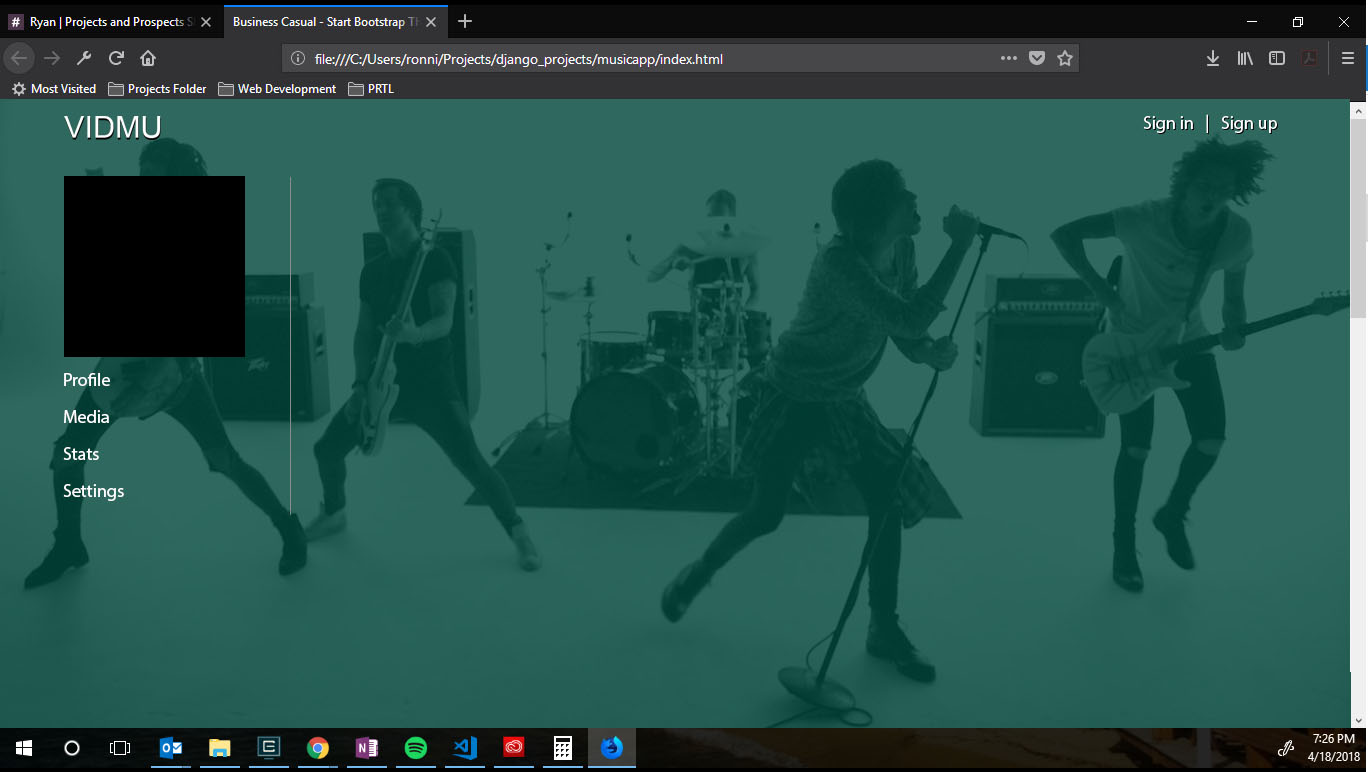 Ryan | Projects and Prospects S
Business Casual - Start Bootstrap Th
file:///C:/Users/ronni/Projects/django_projects/musicapp/index.html
Most Visited Projects Folder Web Development PRTL
VIDMU
Sign in | Sign up
Profile
Media
Stats
Settings
7:26 PM
4/18/2018